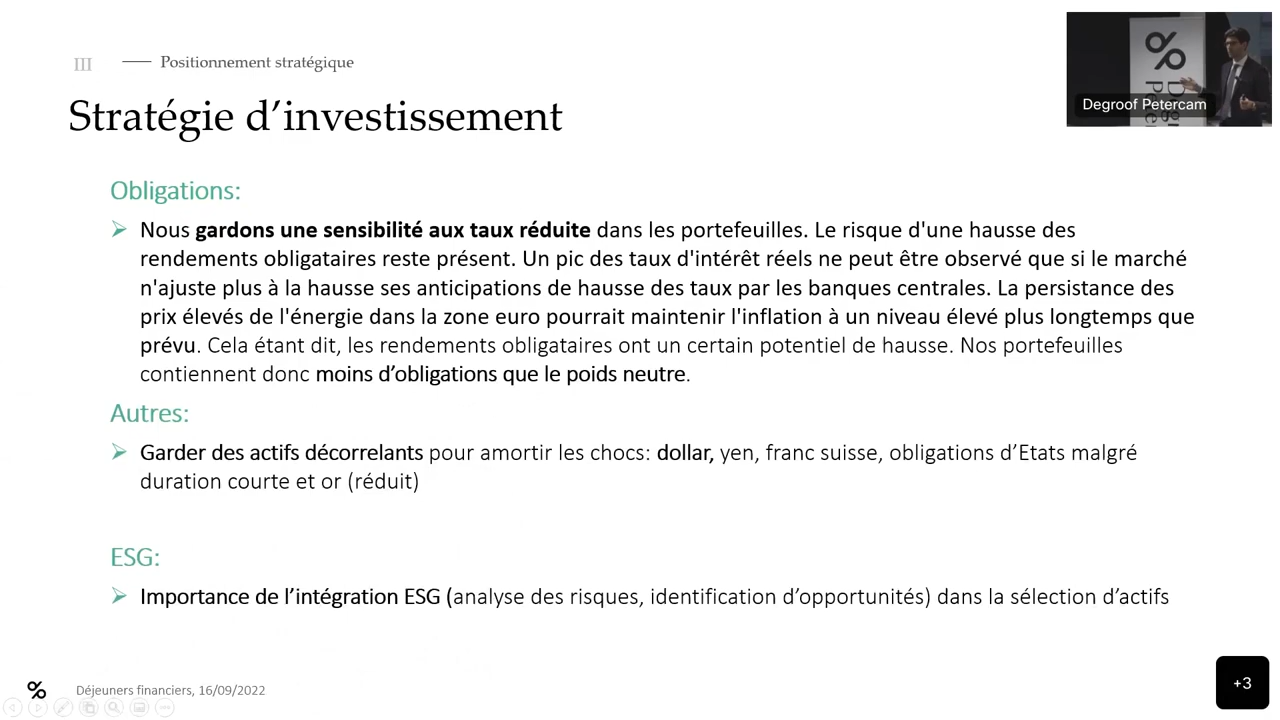 III
Positionnement stratégique
Stratégie d’investissement
Degroof Petercam
Obligations:
Nous gardons une sensibilité aux taux réduite dans les portefeuilles. Le risque d'une hausse des
rendements obligataires reste présent. Un pic des taux d'intérêt réels ne peut être observé que si le marché
n'ajuste plus à la hausse ses anticipations de hausse des taux par les banques centrales. La persistance des
prix élevés de l'énergie dans la zone euro pourrait maintenir l'inflation à un niveau élevé plus longtemps que
prévu. Cela étant dit, les rendements obligataires ont un certain potentiel de hausse. Nos portefeuilles
contiennent donc moins d’obligations que le poids neutre.
Autres:
Garder des actifs décorrelants pour amortir les chocs: dollar, yen, franc suisse, obligations d’Etats malgré
duration courte et or (réduit)
ESG:
Importance de l’intégration ESG (analyse des risques, identification d’opportunités) dans la sélection d’actifs
Déjeuners financiers, 16/09/2022
+3